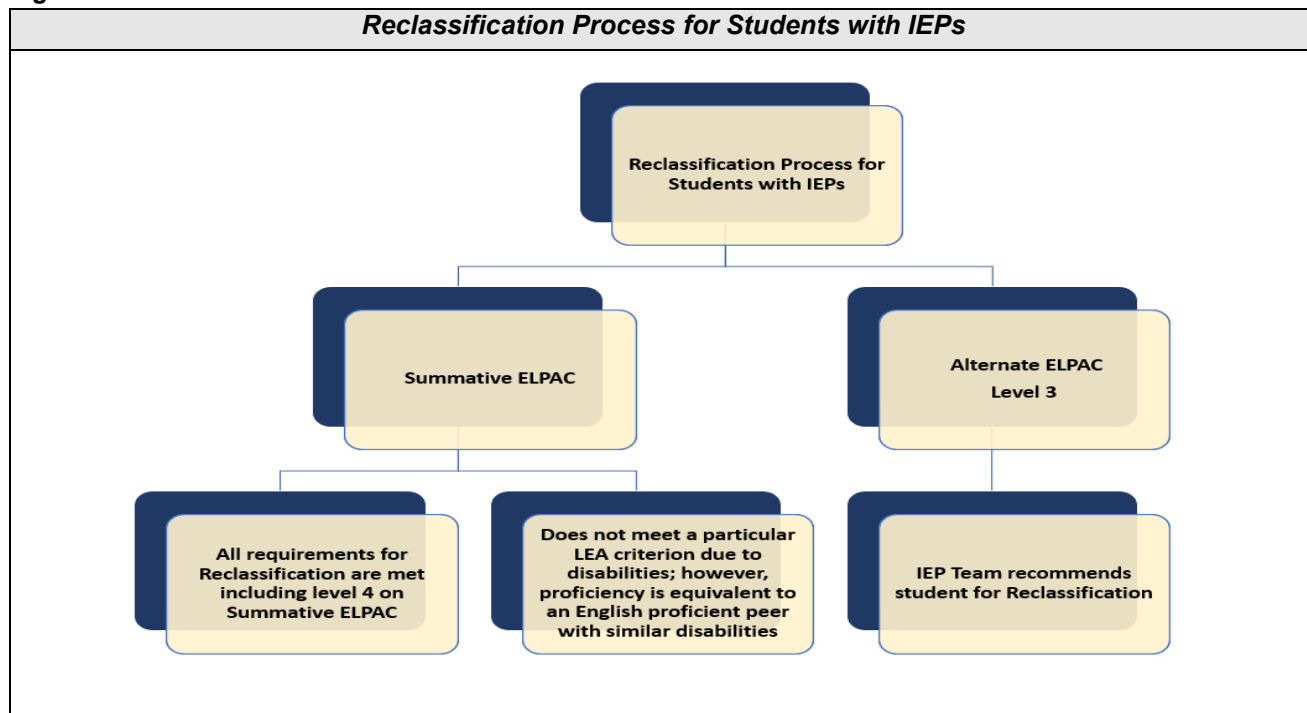 Reclassification Process for Students with IEPs
Reclassification Process for
Students with IEPs
Summative ELPAC
Alternate ELPAC
Level 3
All requirements for
Reclassification are met
including level 4 on
Summative ELPAC
Does not meet a particular
LEA criterion due to
disabilities; however,
proficiency is equivalent to
an English proficient peer
with similar disabilities
IEP Team recommends
student for Reclassification